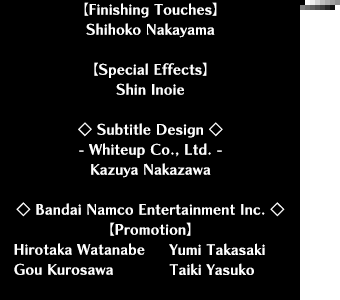 【Finishing Touches】
Shihoko Nakayama
【Special Effects】
Shin Inoie
◇ Subtitle Design ◇
- Whiteup Co., Ltd. -
Kazuya Nakazawa
◇ Bandai Namco Entertainment Inc. ◇
【Promotion】
Hirotaka Watanabe Yumi Takasaki
Gou Kurosawa Taiki Yasuko